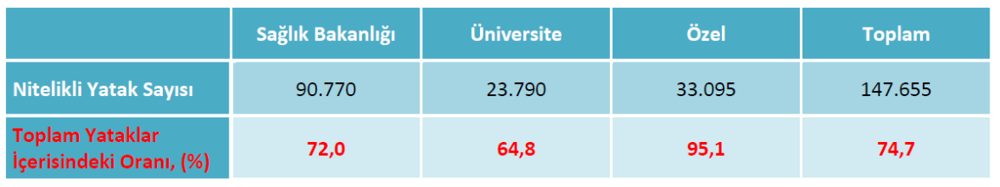 Sağlık Bakanlığı Üniversite Özel Toplam
Nitelikli Yatak Sayısı 90.770 23.790 33.095 147.655
Toplam Yataklar
İçerisindeki Oranı, (%) 72,0 64,8 95,1 74,7